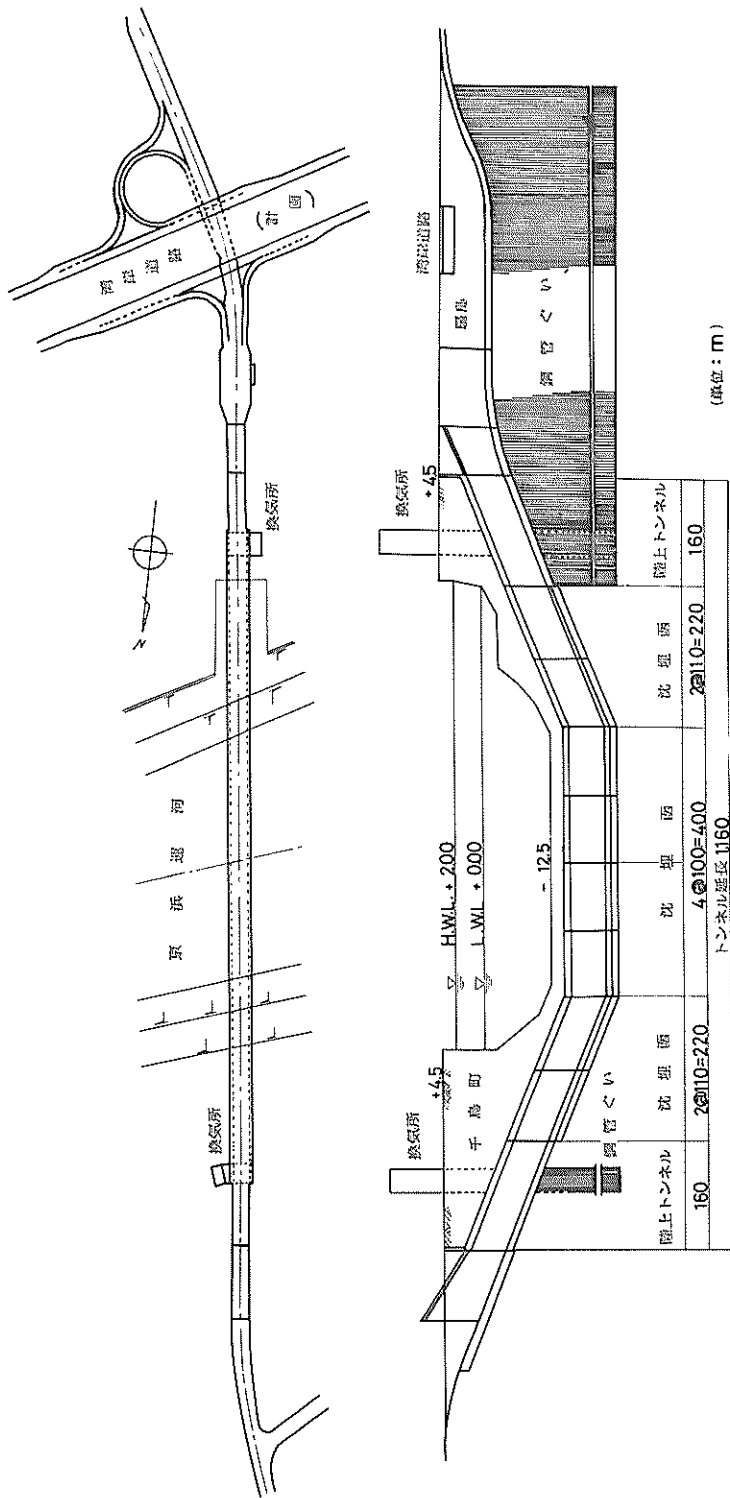 湾岸道路
(計画)
換気所
N
京浜運河
換気所
湾岸道路
扇島
鋼管ぐい
換気所
+4.5
H.W.L. +2.00
L.W.L +0.00
-12.5
換気所
+4.5
千鳥町
鋼管ぐい
陸上トンネル 沈埋函 沈埋函 沈埋函 陸上トンネル
160 2@110=220 4@100=400 2@110=220 160
トンネル延長 1160
(単位：m)